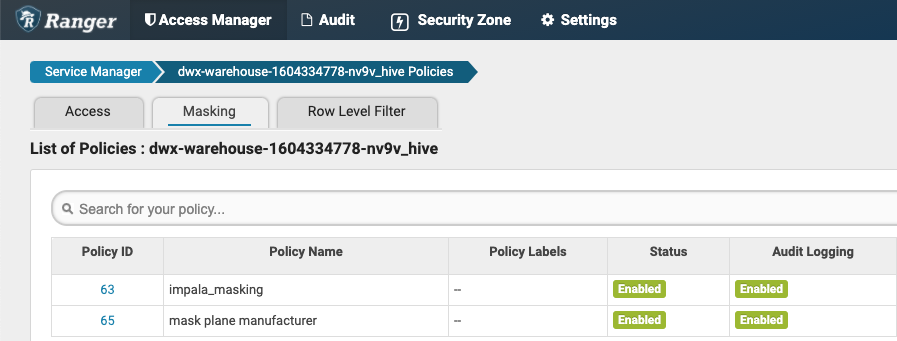 Ranger Access Manager Audit Security Zone Settings
Service Manager dwx-warehouse-1604334778-nv9v_hive Policies
Access Masking Row Level Filter
List of Policies : dwx-warehouse-1604334778-nv9v_hive
Search for your policy...
Policy ID Policy Name Policy Labels Status Audit Logging
63 impala_masking -- Enabled Enabled
65 mask plane manufacturer -- Enabled Enabled